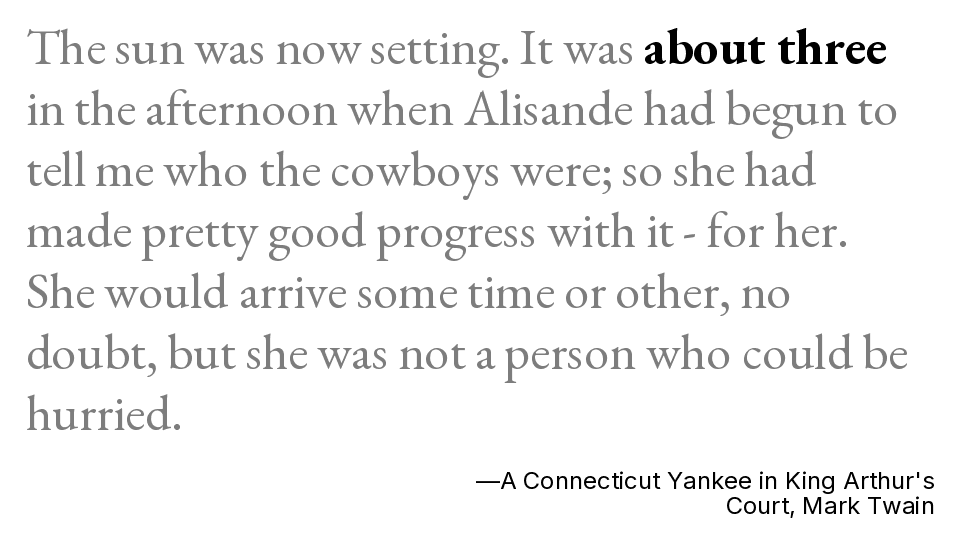 The sun was now setting. It was about three
in the afternoon when Alisande had begun to
tell me who the cowboys were; so she had
made pretty good progress with it - for her.
She would arrive some time or other, no
doubt, but she was not a person who could be
hurried.
—A Connecticut Yankee in King Arthur's
Court, Mark Twain